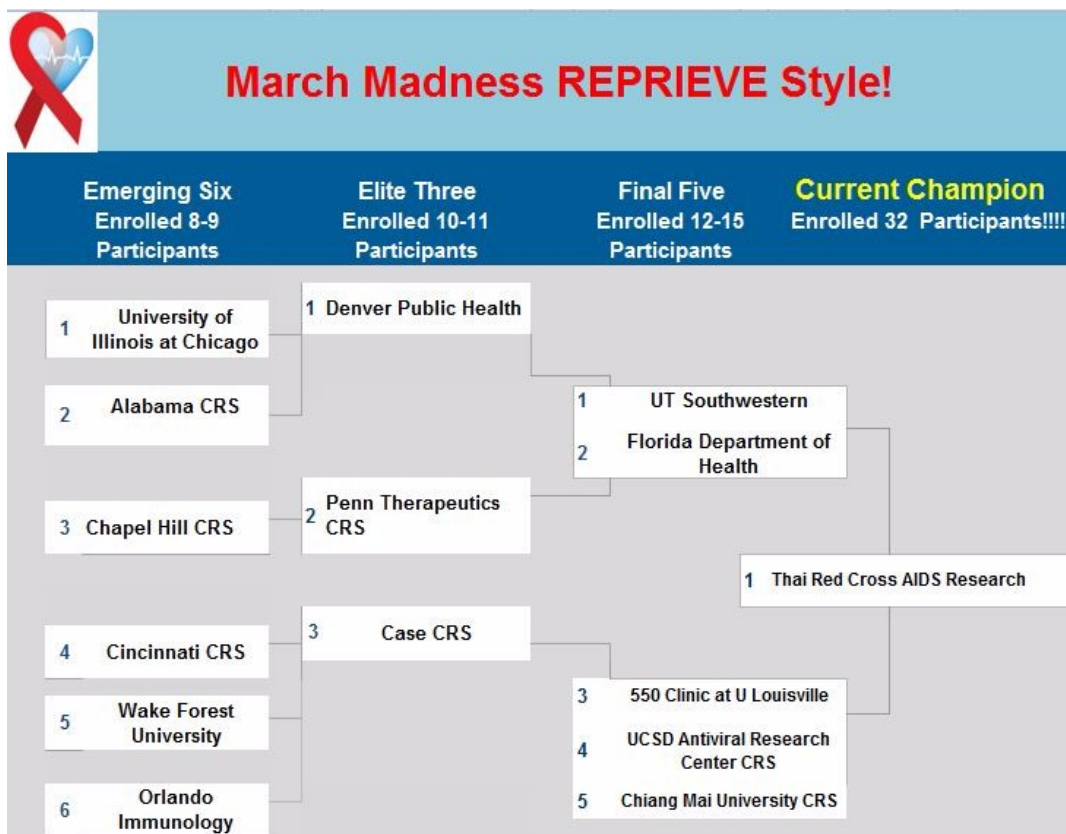 March Madness REPRIEVE Style!
Emerging Six
Enrolled 8-9
Participants
Elite Three
Enrolled 10-11
Participants
Final Five
Enrolled 12-15
Participants
Current Champion
Enrolled 32 Participants!!!!
1 University of
Illinois at Chicago
2 Alabama CRS
3 Chapel Hill CRS
4 Cincinnati CRS
5 Wake Forest
University
6 Orlando
Immunology
1 Denver Public Health
2 Penn Therapeutics
CRS
3 Case CRS
1 UT Southwestern
2 Florida Department of
Health
3 550 Clinic at U Louisville
4 UCSD Antiviral Research
Center CRS
5 Chiang Mai University CRS
1 Thai Red Cross AIDS Research